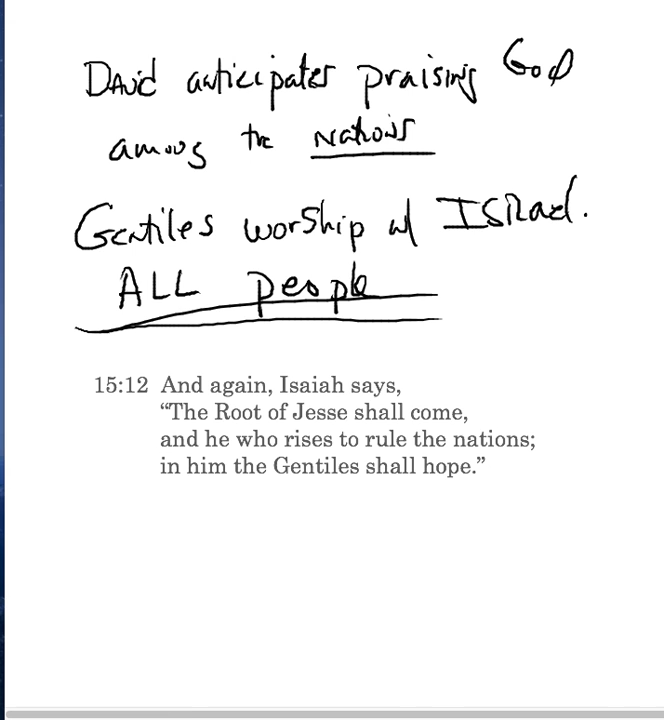 David anticipates praising God
among the Nations
Gentiles worship w/ ISRael.
ALL people
15:12 And again, Isaiah says,
“The Root of Jesse shall come,
and he who rises to rule the nations;
in him the Gentiles shall hope.”